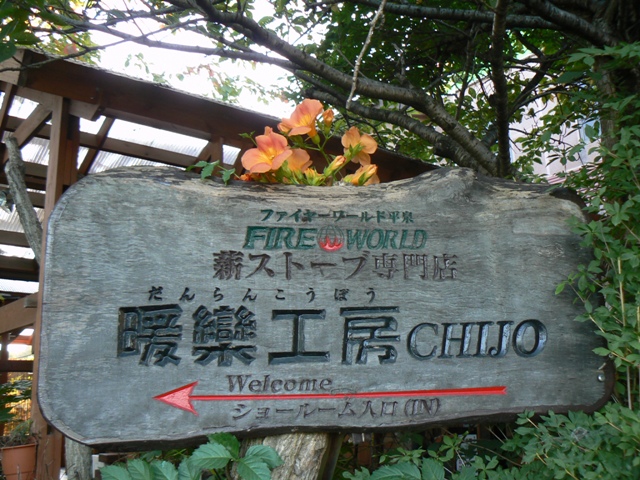 ファイヤーワールド平泉
FIRE WORLD
薪ストーブ専門店
だんらんこうぼう
暖欒工房 CHIJO
Welcome
ショールーム入口(IN)